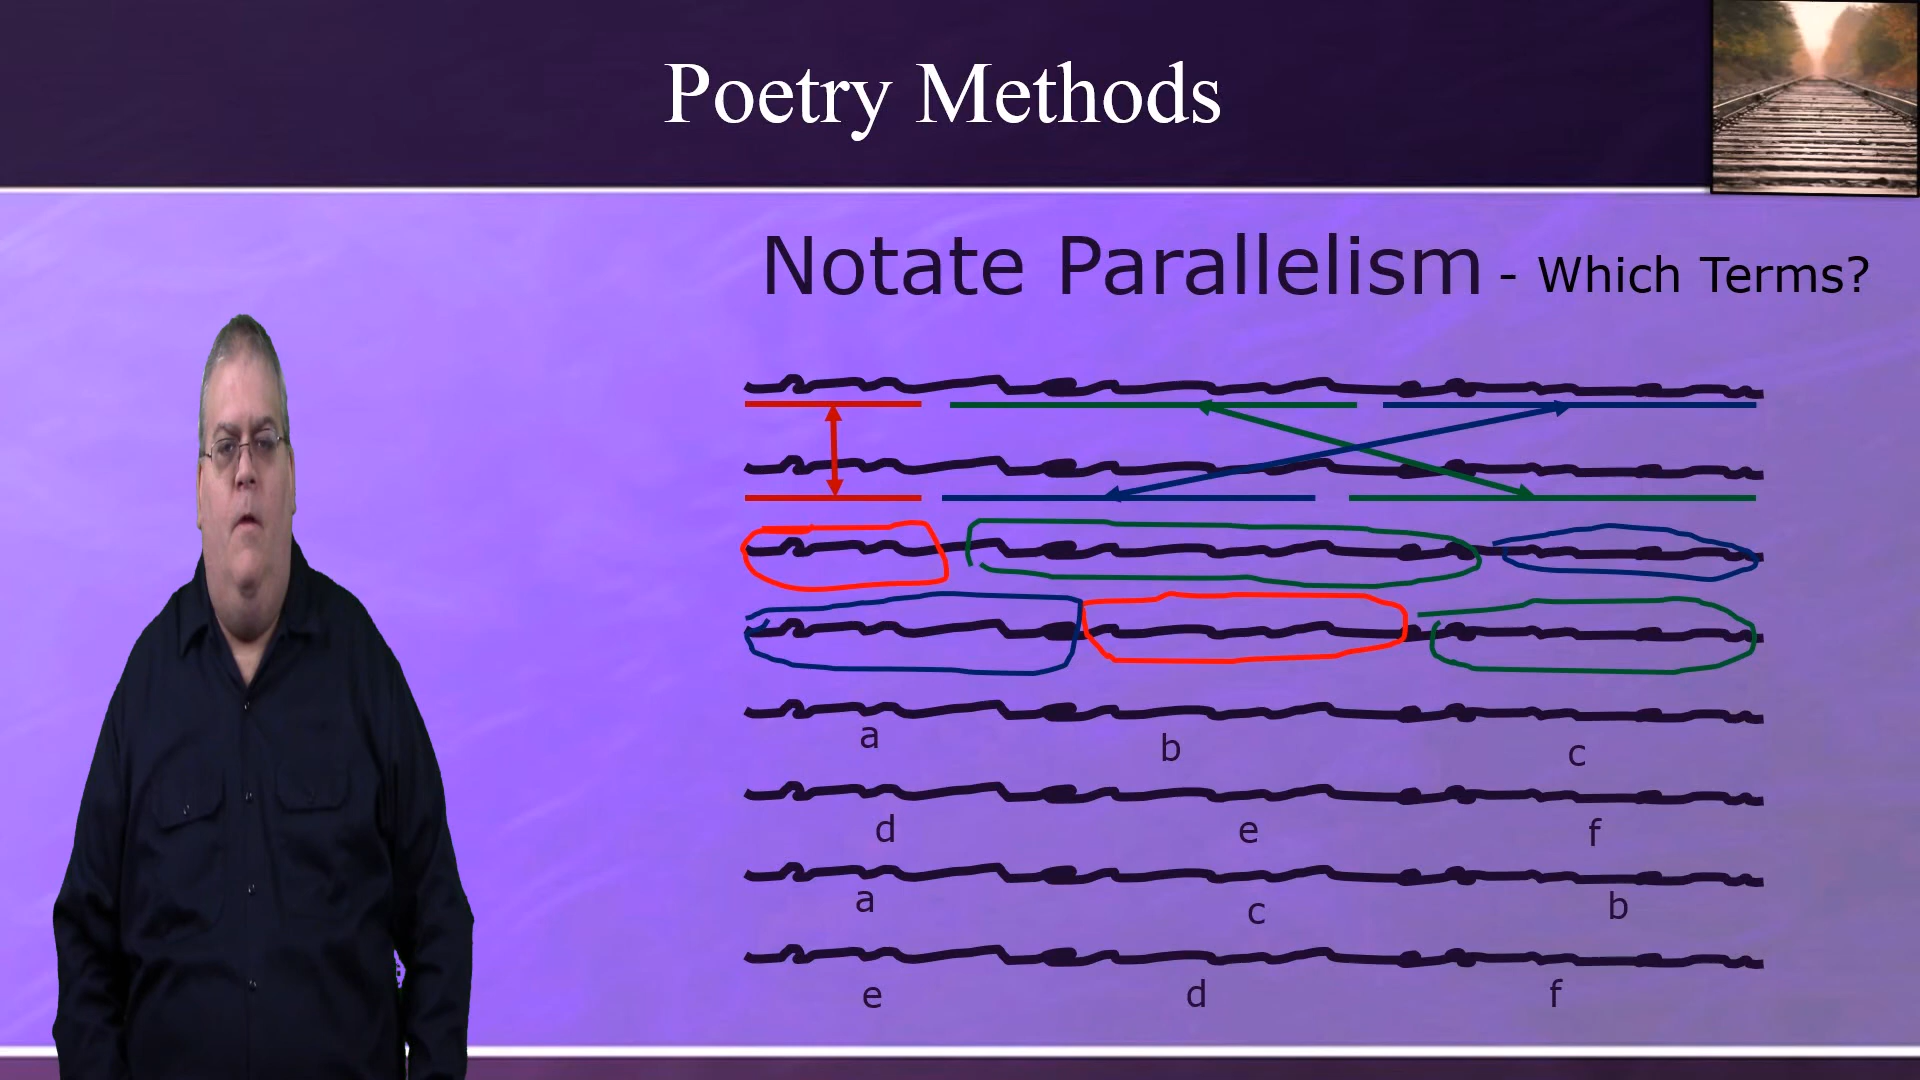 Poetry Methods
Notate Parallelism - Which Terms?
a b c
d e f
a c b
e d f